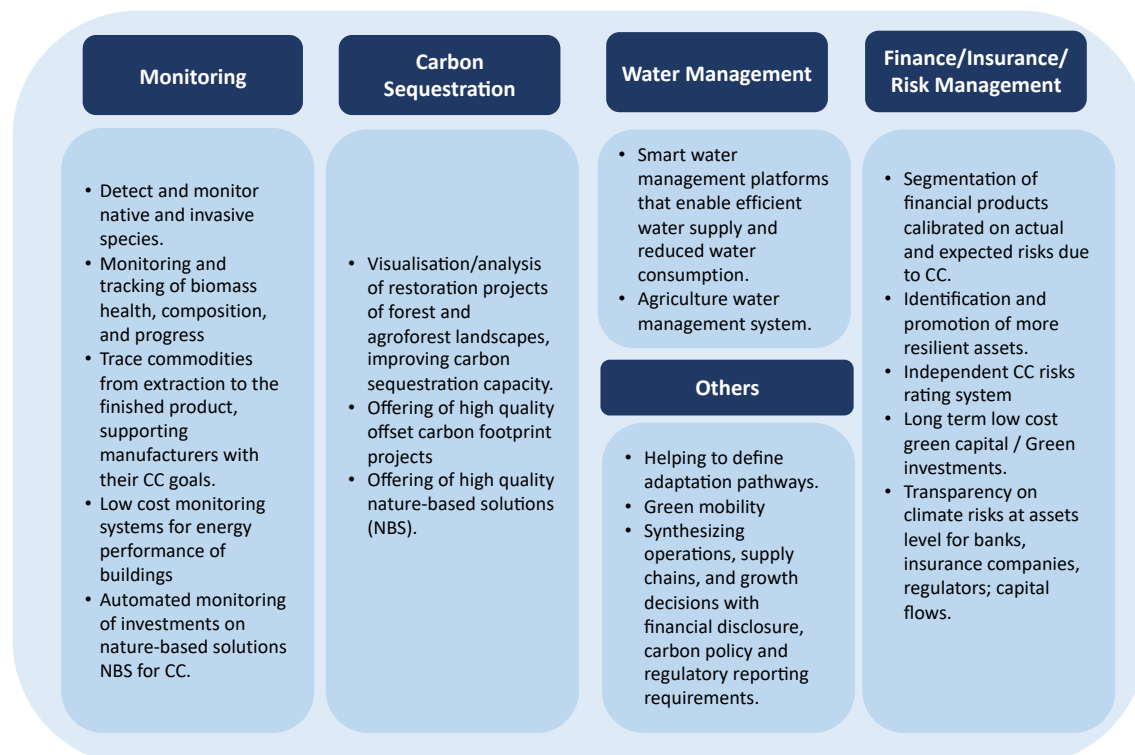 Monitoring
• Detect and monitor
native and invasive
species.
• Monitoring and
tracking of biomass
health, composition,
and progress
• Trace commodities
from extraction to the
finished product,
supporting
manufacturers with
their CC goals.
• Low cost monitoring
systems for energy
performance of
buildings
• Automated monitoring
of investments on
nature-based solutions
NBS for CC.
Carbon
Sequestration
• Visualisation/analysis
of restoration projects
of forest and
agroforest landscapes,
improving carbon
sequestration capacity.
• Offering of high quality
offset carbon footprint
projects
• Offering of high quality
nature-based solutions
(NBS).
Water Management
• Smart water
management platforms
that enable efficient
water supply and
reduced water
consumption.
• Agriculture water
management system.
Others
• Helping to define
adaptation pathways.
• Green mobility
• Synthesizing
operations, supply
chains, and growth
decisions with
financial disclosure,
carbon policy and
regulatory reporting
requirements.
Finance/Insurance/
Risk Management
• Segmentation of
financial products
calibrated on actual
and expected risks due
to CC.
• Identification and
promotion of more
resilient assets.
• Independent CC risks
rating system
• Long term low cost
green capital / Green
investments.
• Transparency on
climate risks at assets
level for banks,
insurance companies,
regulators; capital
flows.